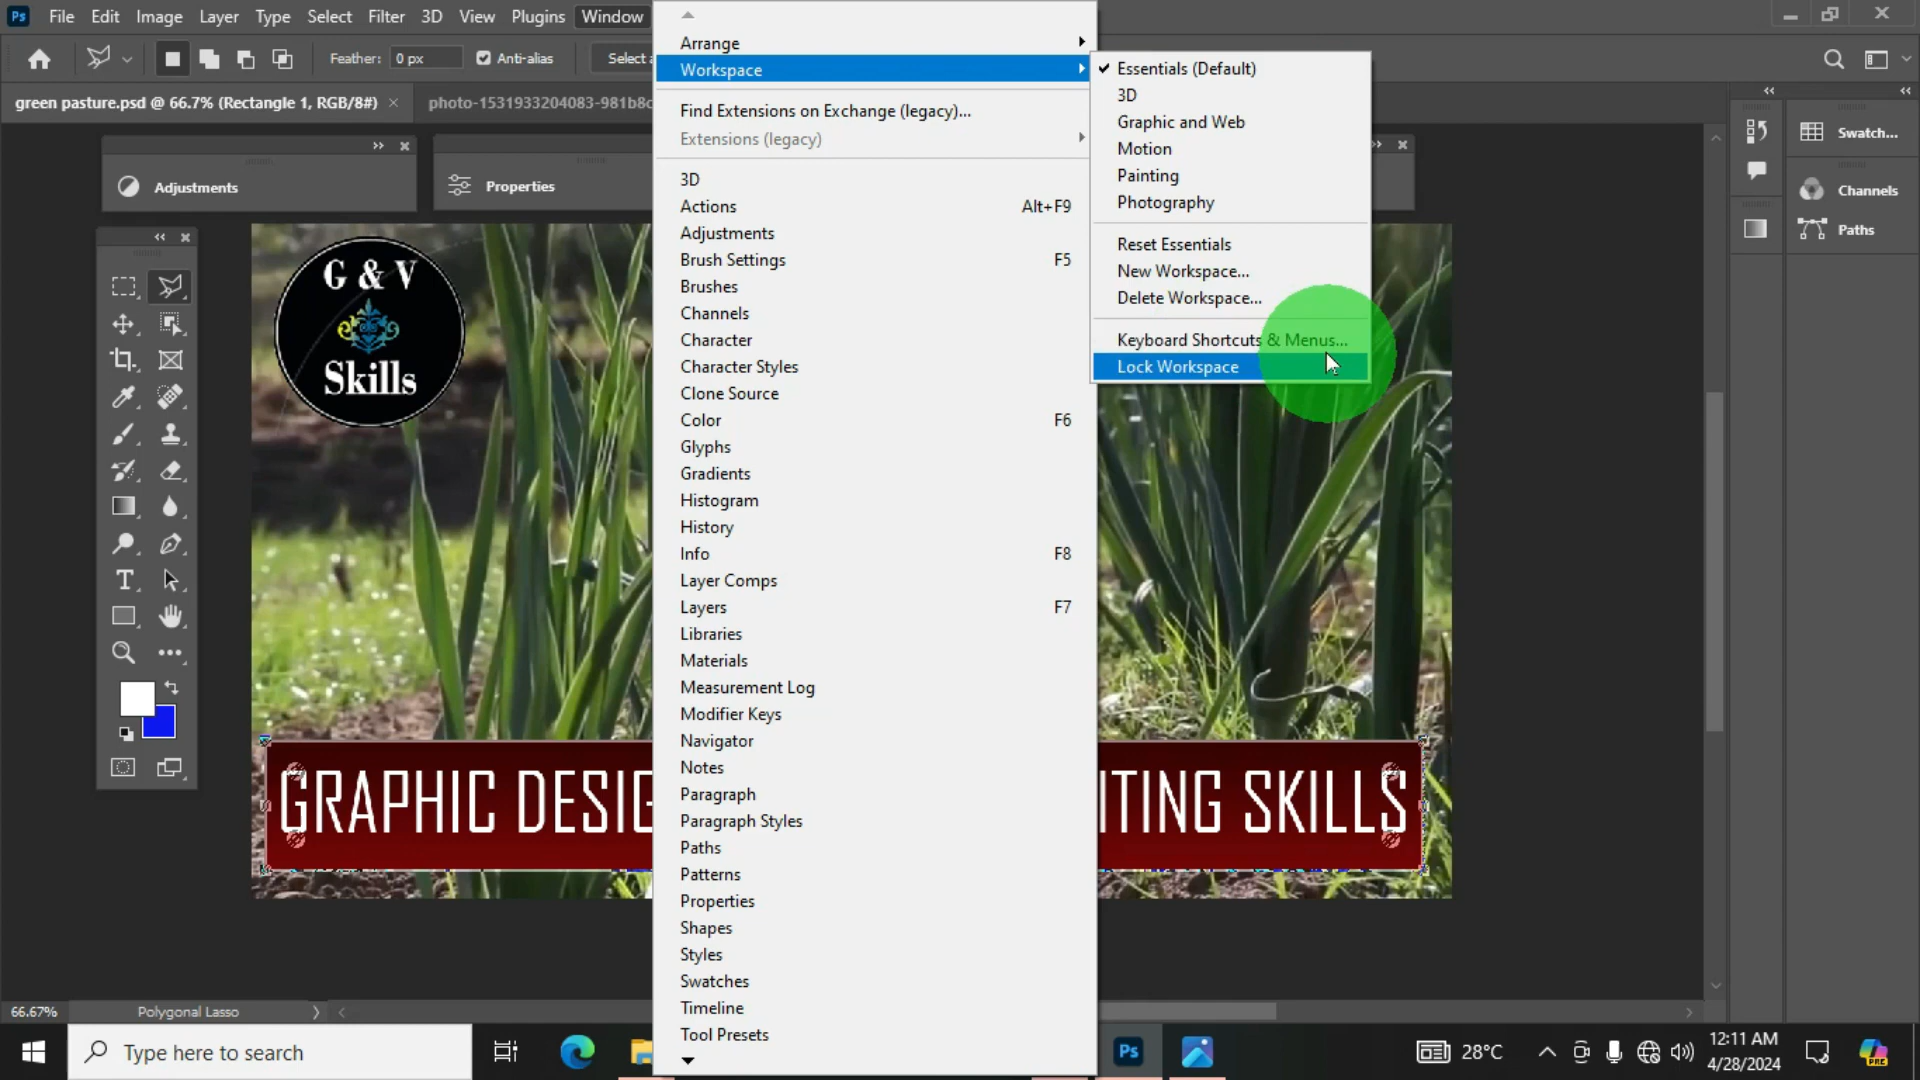 Ps File Edit Image Layer Type Select Filter 3D View Plugins Window
Feather: 0 px Anti-alias Select a
green pasture.psd @ 66.7% (Rectangle 1, RGB/8#) × photo-1531933204083-981b8c
Adjustments
Properties
Arrange
Workspace
Find Extensions on Exchange (legacy)...
Extensions (legacy)
3D
Actions Alt+F9
Adjustments
Brush Settings F5
Brushes
Channels
Character
Character Styles
Clone Source
Color F6
Glyphs
Gradients
Histogram
History
Info F8
Layer Comps
Layers F7
Libraries
Materials
Measurement Log
Modifier Keys
Navigator
Notes
Paragraph
Paragraph Styles
Paths
Patterns
Properties
Shapes
Styles
Swatches
Timeline
Tool Presets
Essentials (Default)
3D
Graphic and Web
Motion
Painting
Photography
Reset Essentials
New Workspace...
Delete Workspace...
Keyboard Shortcuts & Menus...
Lock Workspace
Swatch...
Channels
Paths
G & V
Skills
GRAPHIC DESIG
ITING SKILLS
66.67% Polygonal Lasso
Type here to search
Ps
28°C
12:11 AM
4/28/2024
PRE